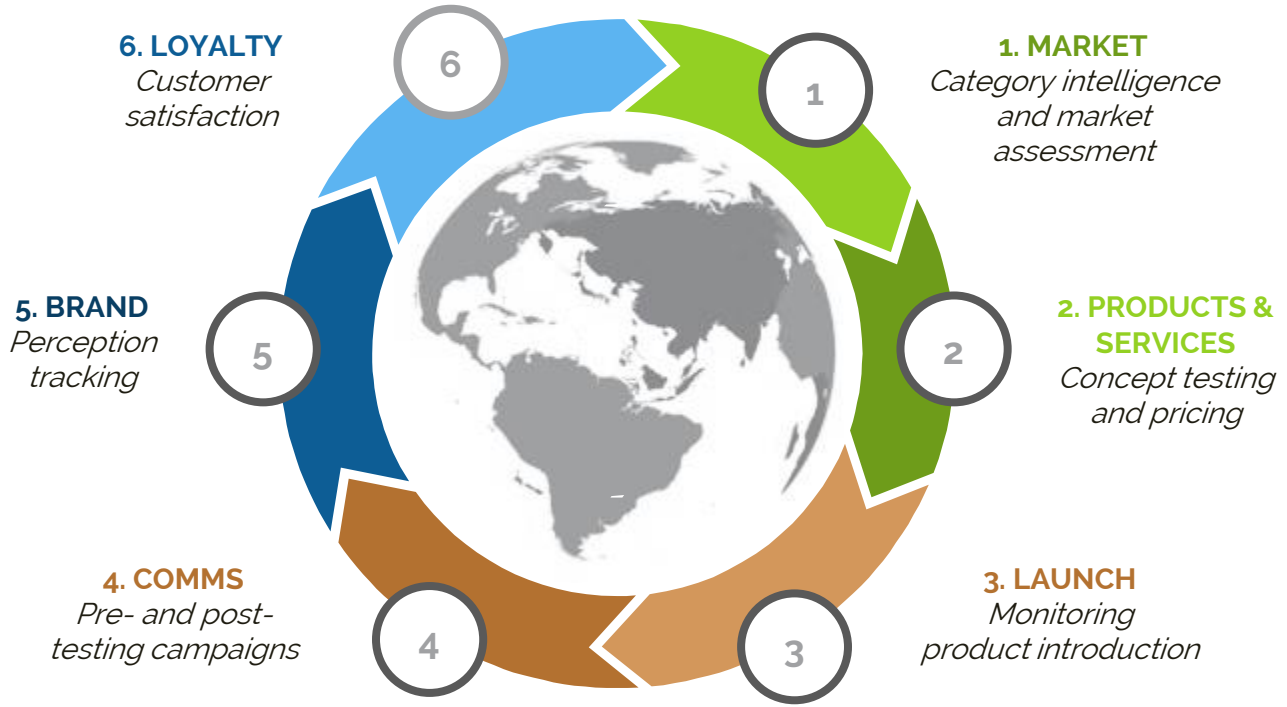 1. MARKET
Category intelligence
and market
assessment
1
2. PRODUCTS &
SERVICES
Concept testing
and pricing
2
3. LAUNCH
Monitoring
product introduction
3
4. COMMS
Pre- and post-
testing campaigns
4
5. BRAND
Perception
tracking
5
6. LOYALTY
Customer
satisfaction
6